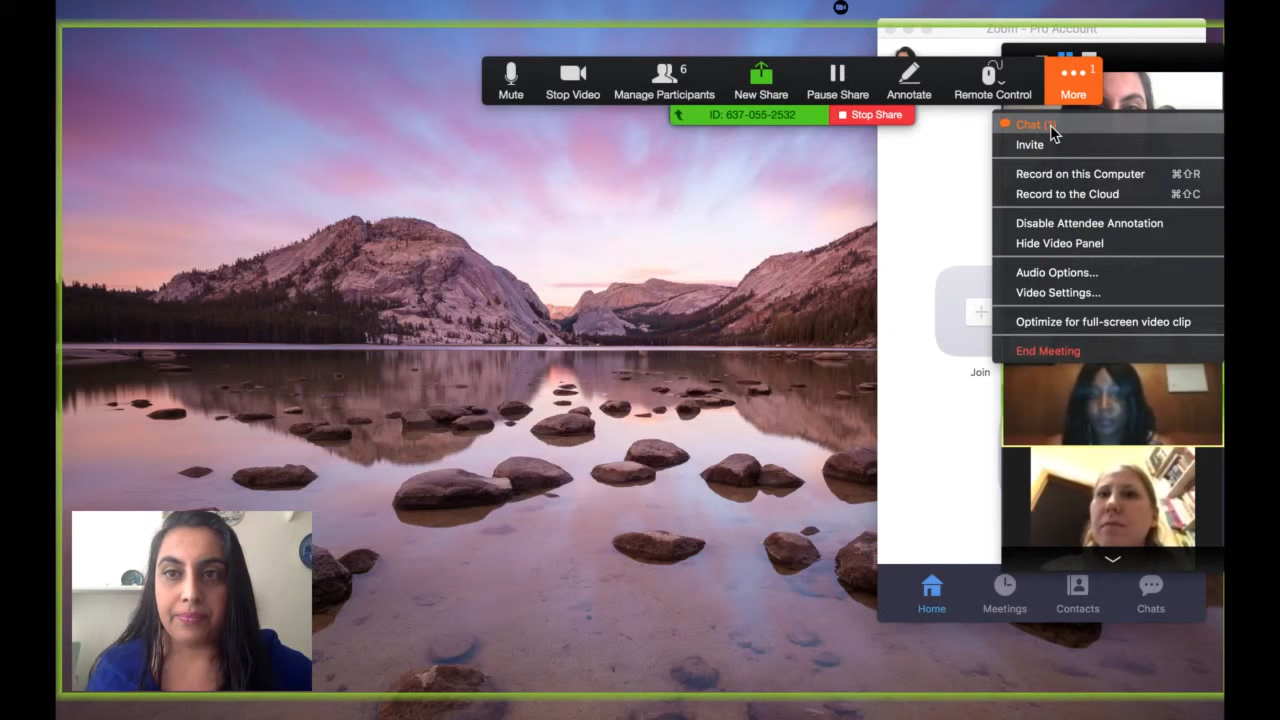 Zoom - Pro Account
6
1
Mute
Stop Video
Manage Participants
New Share
Pause Share
Annotate
Remote Control
More
ID: 637-055-2532
Stop Share
Chat (1)
Invite
Record on this Computer ⌘⇧R
Record to the Cloud ⌘⇧C
Disable Attendee Annotation
Hide Video Panel
Audio Options...
Video Settings...
Optimize for full-screen video clip
End Meeting
Join
Home
Meetings
Contacts
Chats